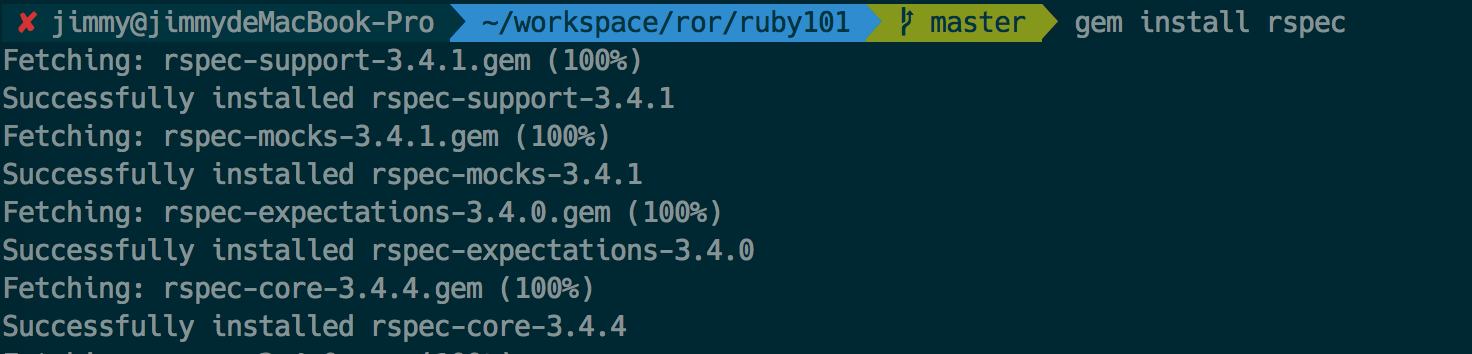 ✘ jimmy@jimmydeMacBook-Pro ~/workspace/ror/ruby101 master gem install rspec
Fetching: rspec-support-3.4.1.gem (100%)
Successfully installed rspec-support-3.4.1
Fetching: rspec-mocks-3.4.1.gem (100%)
Successfully installed rspec-mocks-3.4.1
Fetching: rspec-expectations-3.4.0.gem (100%)
Successfully installed rspec-expectations-3.4.0
Fetching: rspec-core-3.4.4.gem (100%)
Successfully installed rspec-core-3.4.4